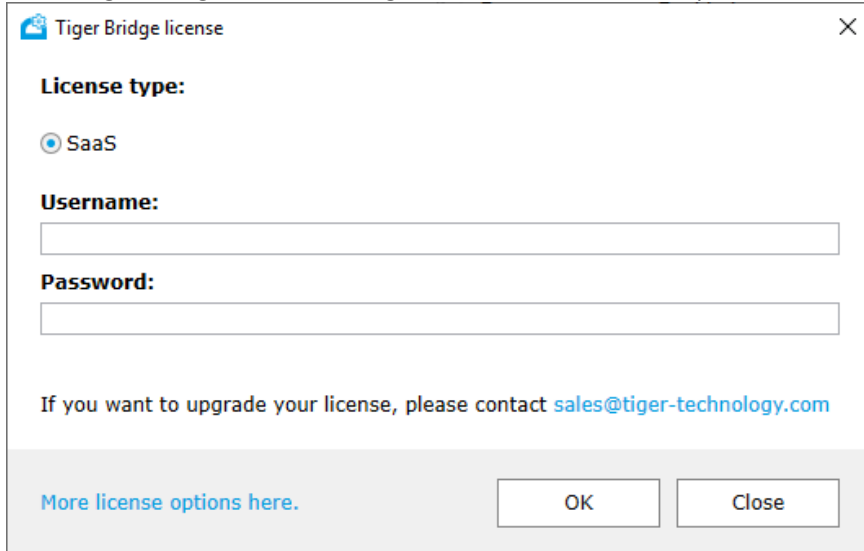 Tiger Bridge license
License type:
SaaS
Username:
Password:
If you want to upgrade your license, please contact sales@tiger-technology.com
More license options here.
OK
Close